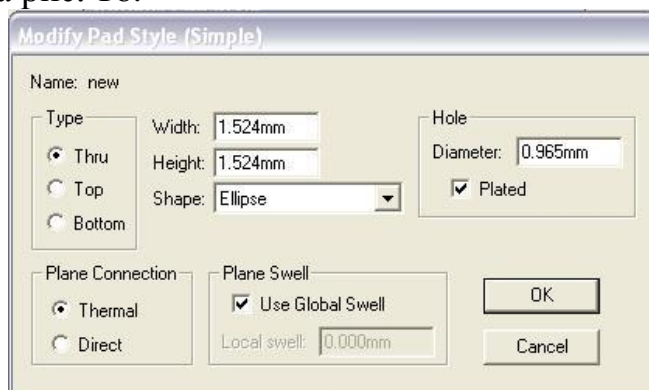 рис. 18.
Modify Pad Style (Simple)
Name: new
Type
Thru
Top
Bottom
Width: 1.524mm
Height: 1.524mm
Shape: Ellipse
Hole
Diameter: 0.965mm
Plated
Plane Connection
Thermal
Direct
Plane Swell
Use Global Swell
Local swell: 0.000mm
OK
Cancel